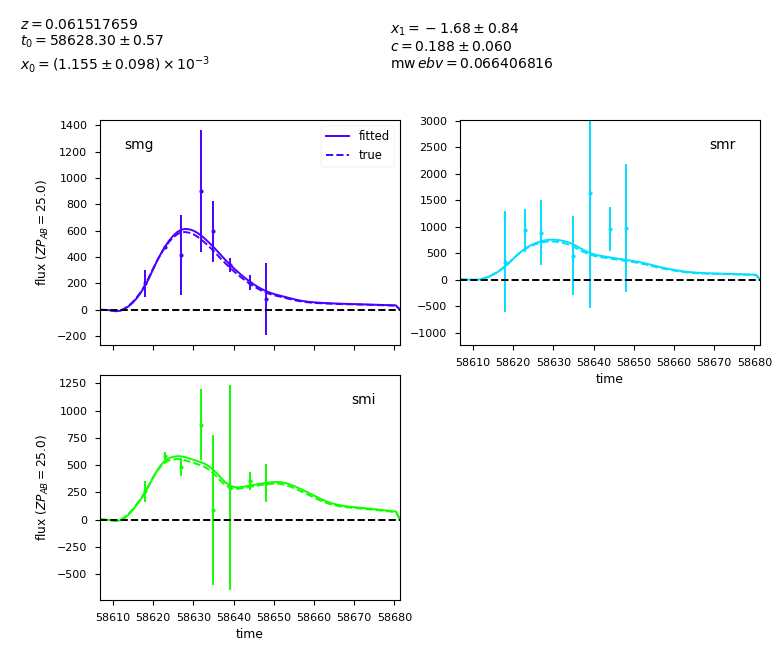 z = 0.061517659
t₀ = 58628.30 ± 0.57
x₀ = (1.155 ± 0.098) × 10⁻³
x₁ = −1.68 ± 0.84
c = 0.188 ± 0.060
mw ebv = 0.066406816
smg
fitted
true
1400
1200
1000
800
600
400
200
0
−200
flux (ZP_AB = 25.0)
smr
3000
2500
2000
1500
1000
500
0
−500
−1000
58610 58620 58630 58640 58650 58660 58670 58680
time
smi
1250
1000
750
500
250
0
−250
−500
flux (ZP_AB = 25.0)
58610 58620 58630 58640 58650 58660 58670 58680
time